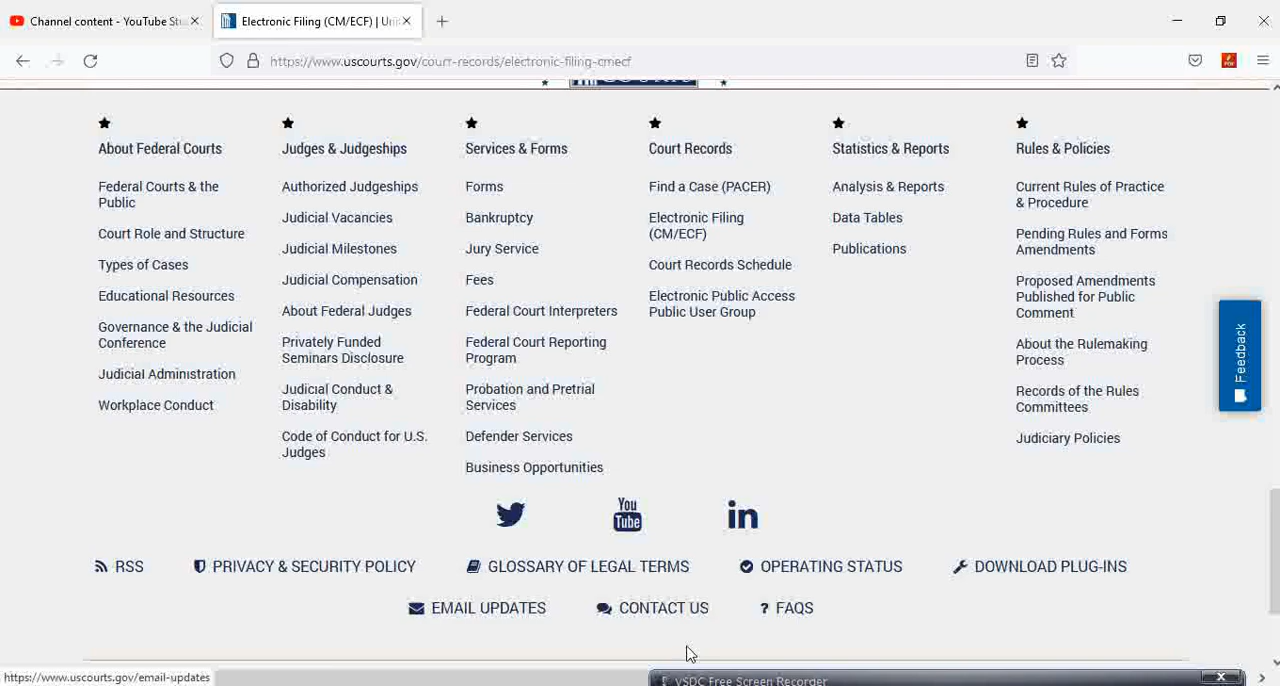 Channel content - YouTube Stu
Electronic Filing (CM/ECF) | Uni
https://www.uscourts.gov/court-records/electronic-filing-cmecf
About Federal Courts
Federal Courts & the
Public
Court Role and Structure
Types of Cases
Educational Resources
Governance & the Judicial
Conference
Judicial Administration
Workplace Conduct
Judges & Judgeships
Authorized Judgeships
Judicial Vacancies
Judicial Milestones
Judicial Compensation
About Federal Judges
Privately Funded
Seminars Disclosure
Judicial Conduct &
Disability
Code of Conduct for U.S.
Judges
Services & Forms
Forms
Bankruptcy
Jury Service
Fees
Federal Court Interpreters
Federal Court Reporting
Program
Probation and Pretrial
Services
Defender Services
Business Opportunities
Court Records
Find a Case (PACER)
Electronic Filing
(CM/ECF)
Court Records Schedule
Electronic Public Access
Public User Group
Statistics & Reports
Analysis & Reports
Data Tables
Publications
Rules & Policies
Current Rules of Practice
& Procedure
Pending Rules and Forms
Amendments
Proposed Amendments
Published for Public
Comment
About the Rulemaking
Process
Records of the Rules
Committees
Judiciary Policies
Feedback
You
Tube
in
RSS
PRIVACY & SECURITY POLICY
GLOSSARY OF LEGAL TERMS
OPERATING STATUS
DOWNLOAD PLUG-INS
EMAIL UPDATES
CONTACT US
? FAQS
https://www.uscourts.gov/email-updates
VSDC Free Screen Recorder